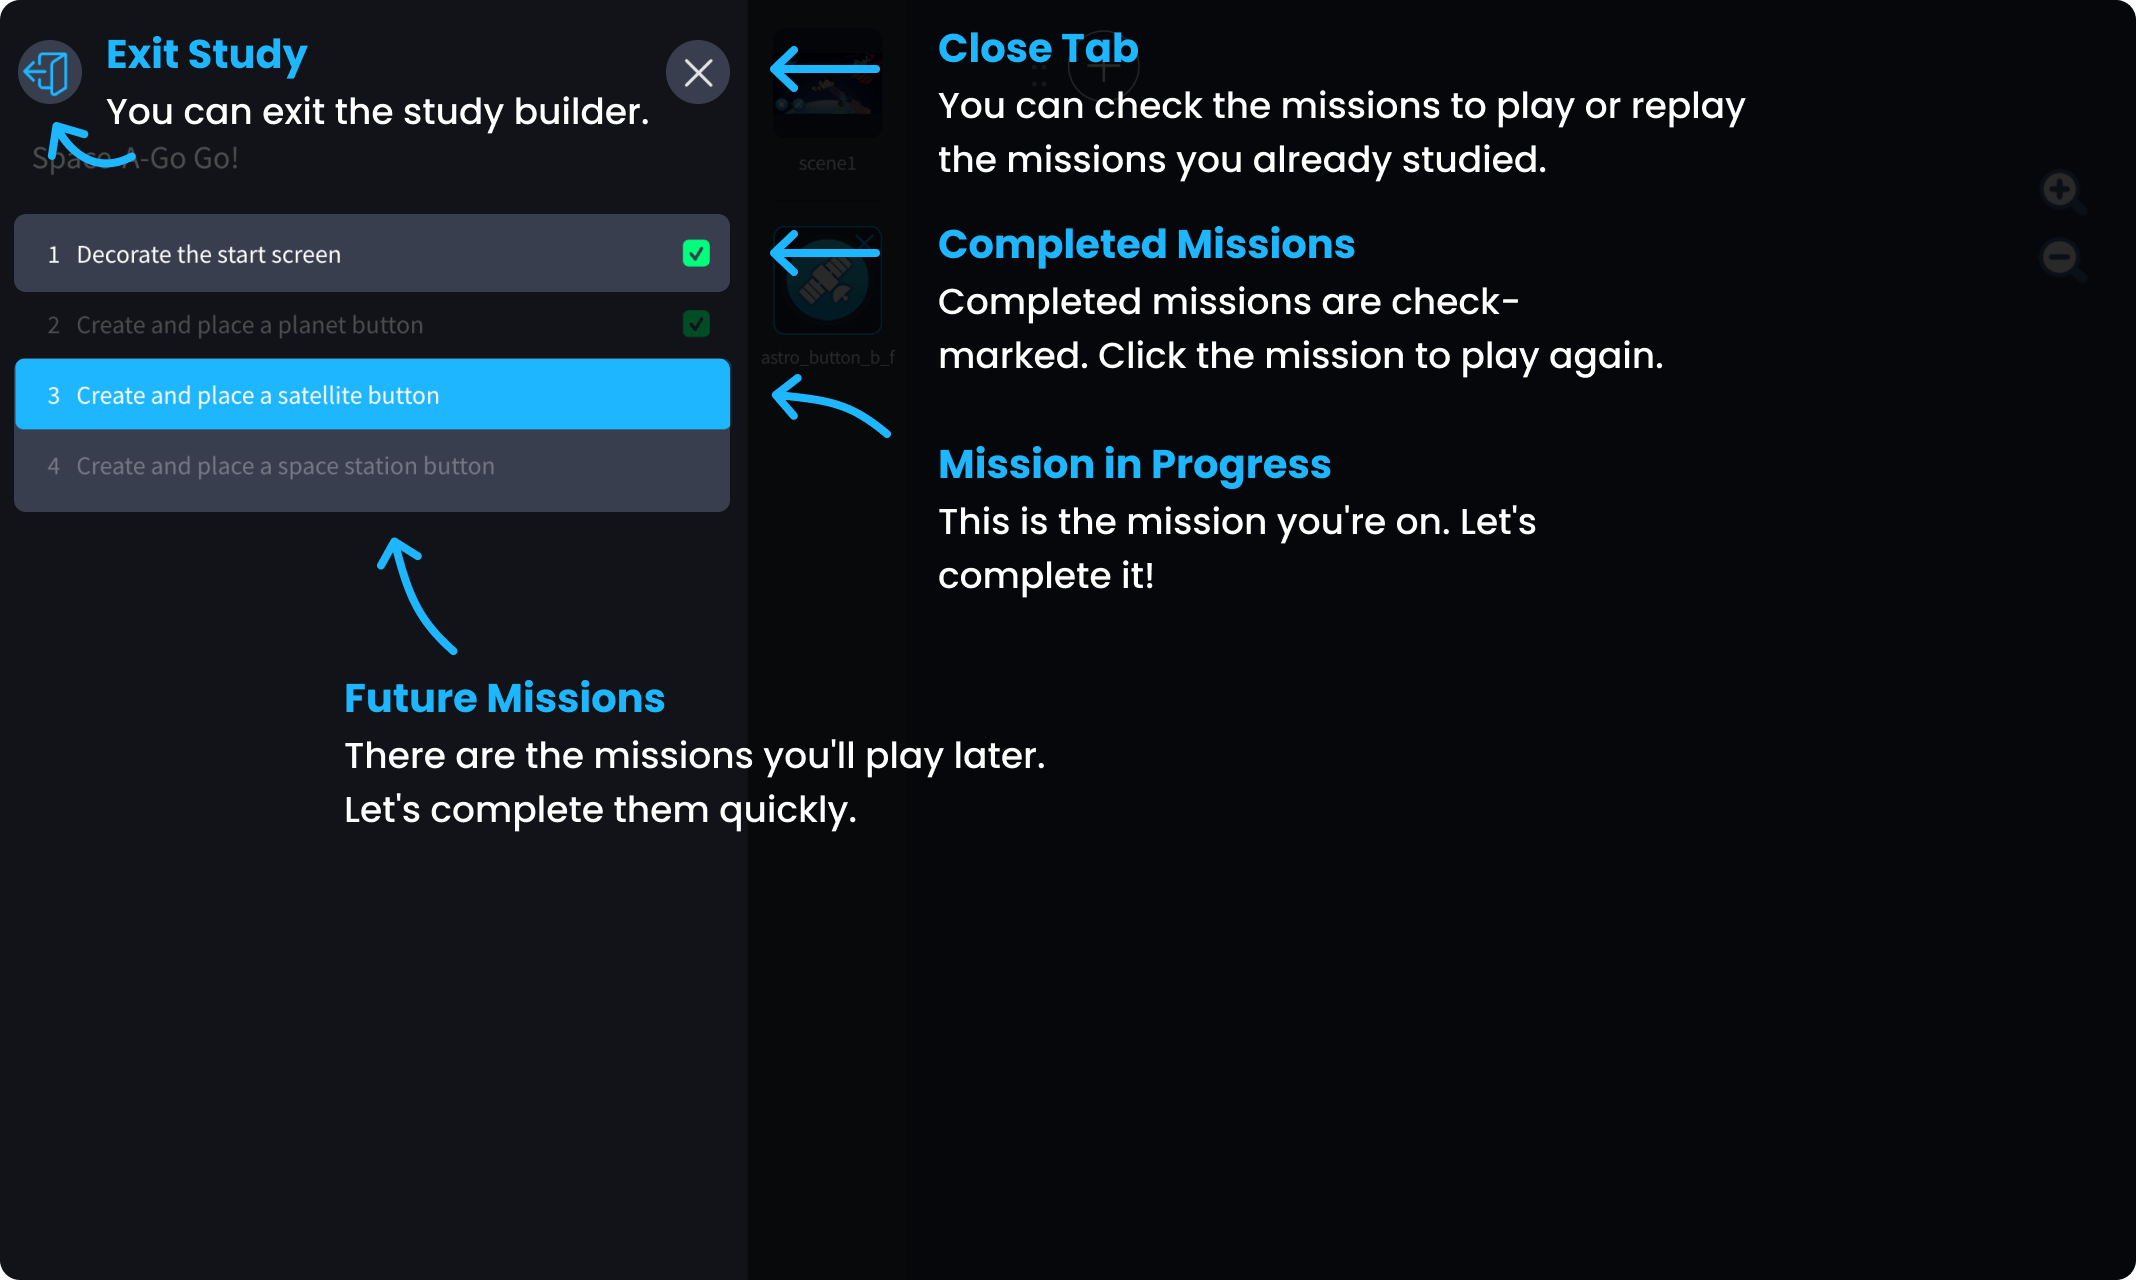 Exit Study
You can exit the study builder.
Space-A-Go Go!
1 Decorate the start screen
2 Create and place a planet button
3 Create and place a satellite button
4 Create and place a space station button
Future Missions
There are the missions you'll play later.
Let's complete them quickly.
scene1
astro_button_b_f
Close Tab
You can check the missions to play or replay
the missions you already studied.
Completed Missions
Completed missions are check-
marked. Click the mission to play again.
Mission in Progress
This is the mission you're on. Let's
complete it!